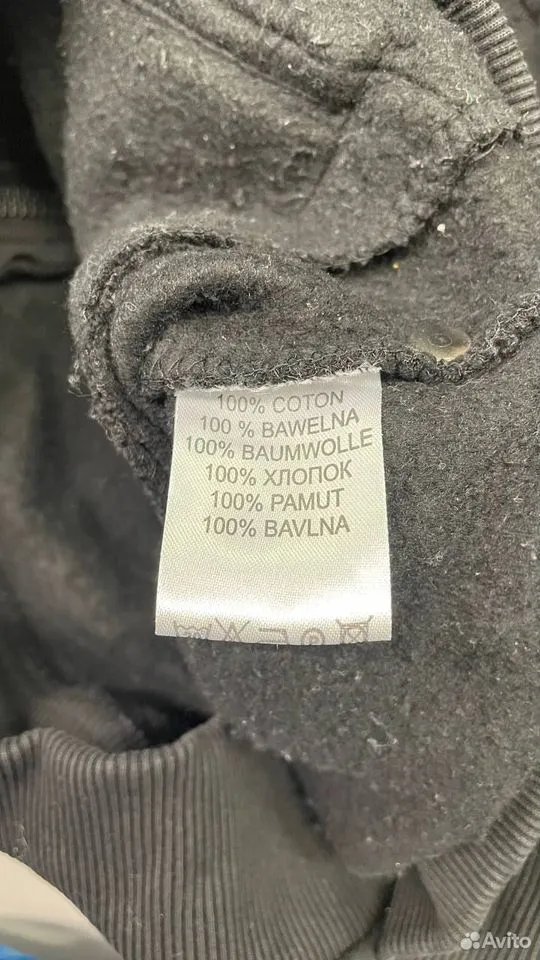 100% COTON
100 % BAWELNA
100% BAUMWOLLE
100% ХЛОПОК
100% PAMUT
100% BAVLNA
Avito